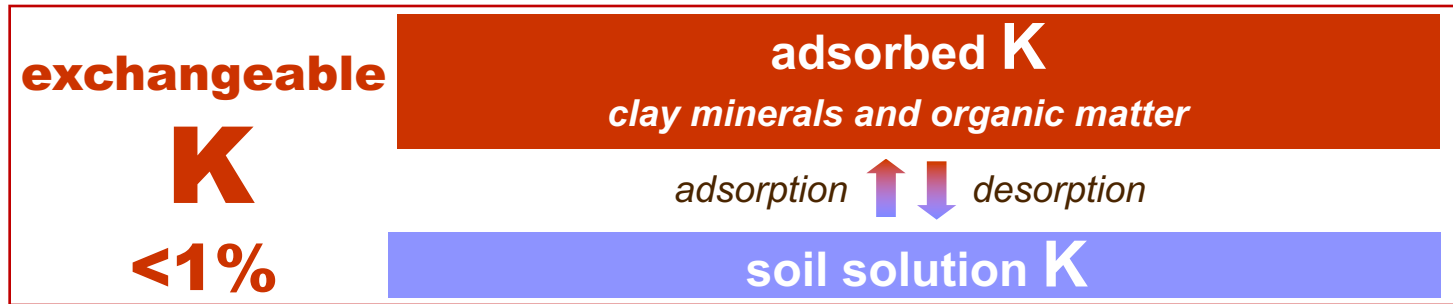 exchangeable
K
<1%
adsorbed K
clay minerals and organic matter
adsorption desorption
soil solution K